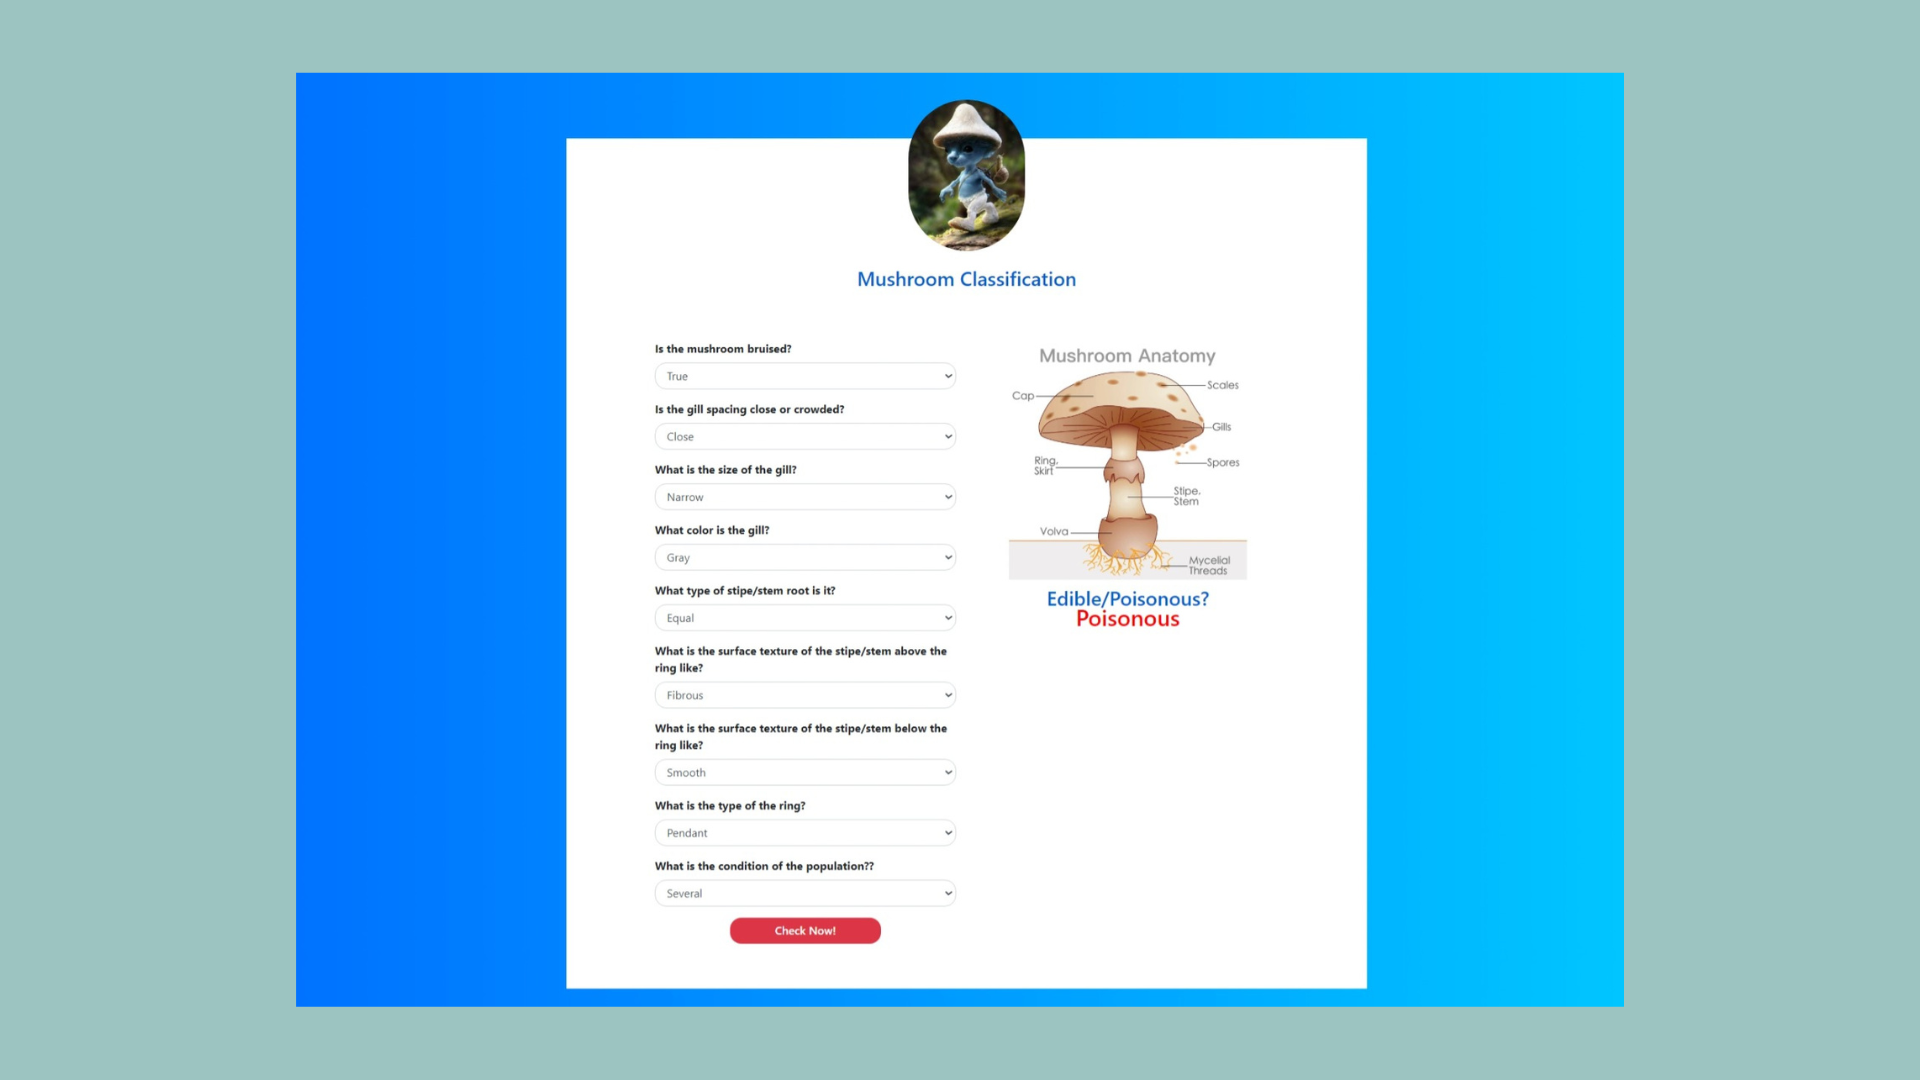 Mushroom Classification
Is the mushroom bruised?
True
Is the gill spacing close or crowded?
Close
What is the size of the gill?
Narrow
What color is the gill?
Gray
What type of stipe/stem root is it?
Equal
What is the surface texture of the stipe/stem above the
ring like?
Fibrous
What is the surface texture of the stipe/stem below the
ring like?
Smooth
What is the type of the ring?
Pendant
What is the condition of the population??
Several
Check Now!
Mushroom Anatomy
Scales
Cap
Gills
Ring,
Skirt
Spores
Stipe,
Stem
Volva
Mycelial
Threads
Edible/Poisonous?
Poisonous